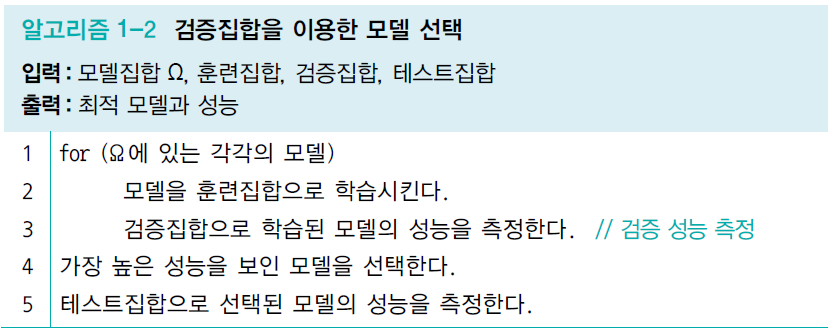 알고리즘 1-2 검증집합을 이용한 모델 선택
입력: 모델집합 Ω, 훈련집합, 검증집합, 테스트집합
출력: 최적 모델과 성능
1 for (Ω에 있는 각각의 모델)
2 모델을 훈련집합으로 학습시킨다.
3 검증집합으로 학습된 모델의 성능을 측정한다. // 검증 성능 측정
4 가장 높은 성능을 보인 모델을 선택한다.
5 테스트집합으로 선택된 모델의 성능을 측정한다.